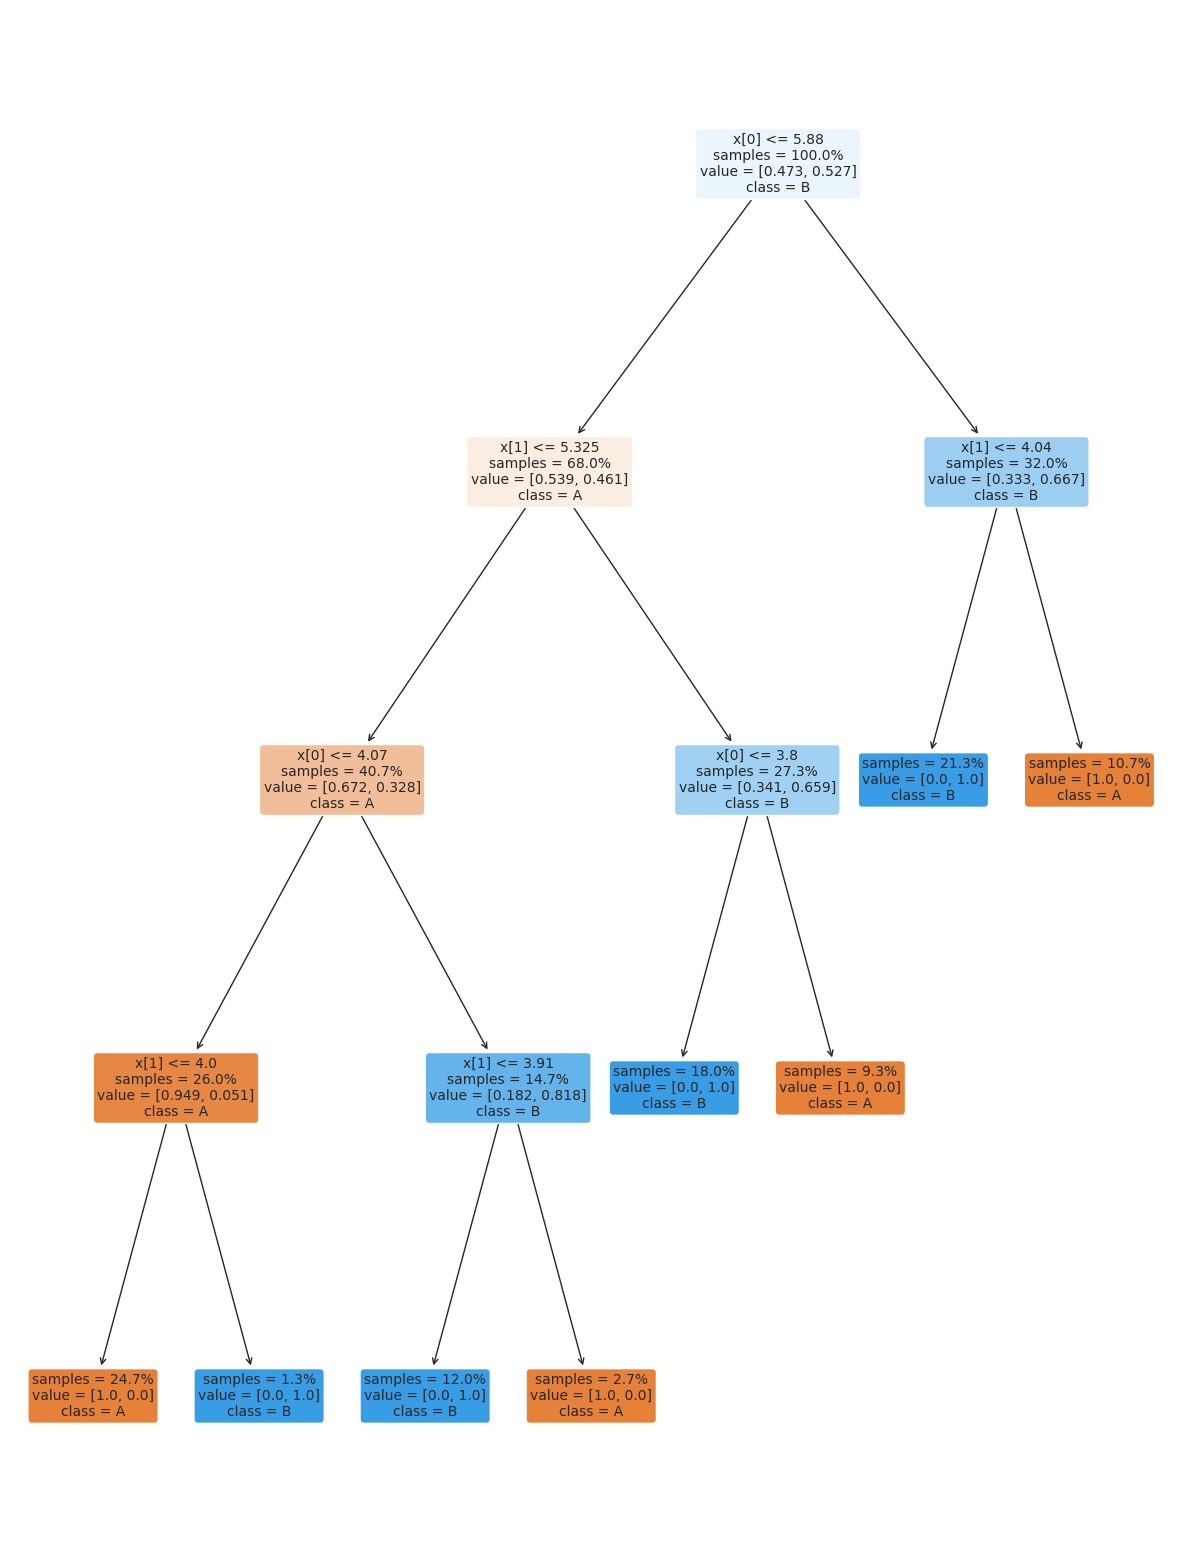 x[0] <= 5.88
samples = 100.0%
value = [0.473, 0.527]
class = B
x[1] <= 5.325
samples = 68.0%
value = [0.539, 0.461]
class = A
x[1] <= 4.04
samples = 32.0%
value = [0.333, 0.667]
class = B
x[0] <= 4.07
samples = 40.7%
value = [0.672, 0.328]
class = A
x[0] <= 3.8
samples = 27.3%
value = [0.341, 0.659]
class = B
samples = 21.3%
value = [0.0, 1.0]
class = B
samples = 10.7%
value = [1.0, 0.0]
class = A
x[1] <= 4.0
samples = 26.0%
value = [0.949, 0.051]
class = A
x[1] <= 3.91
samples = 14.7%
value = [0.182, 0.818]
class = B
samples = 18.0%
value = [0.0, 1.0]
class = B
samples = 9.3%
value = [1.0, 0.0]
class = A
samples = 24.7%
value = [1.0, 0.0]
class = A
samples = 1.3%
value = [0.0, 1.0]
class = B
samples = 12.0%
value = [0.0, 1.0]
class = B
samples = 2.7%
value = [1.0, 0.0]
class = A